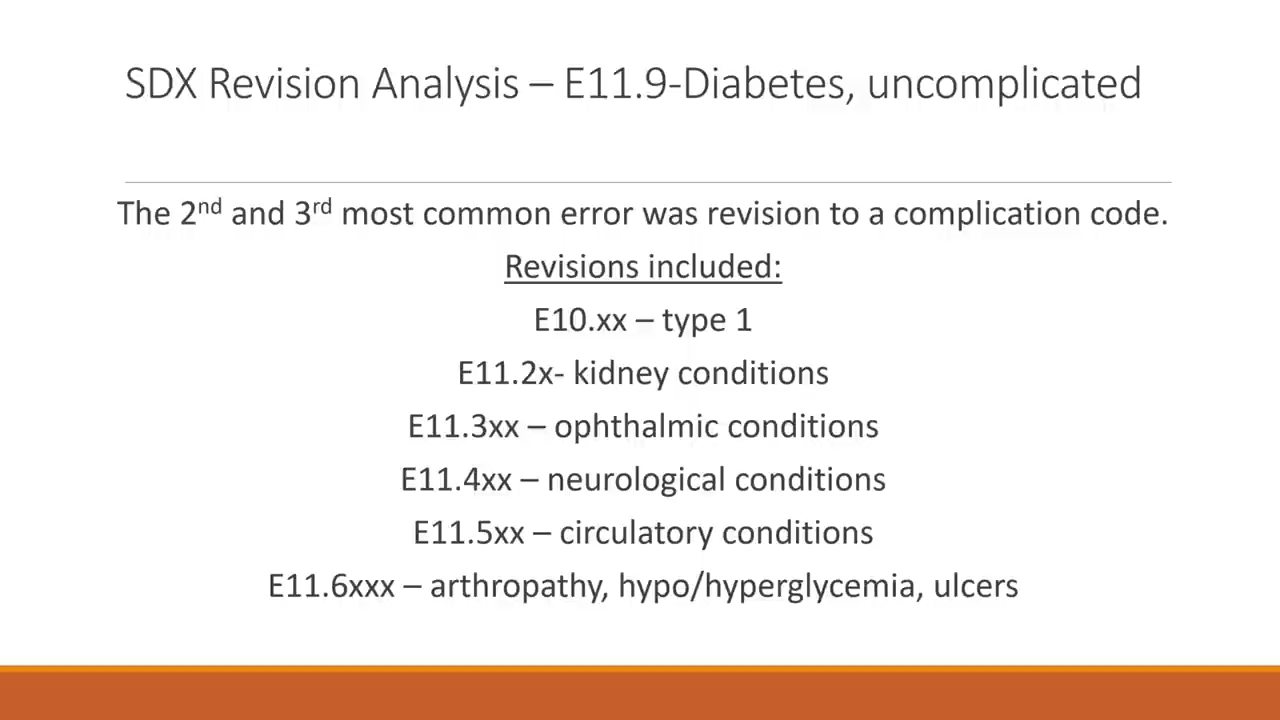 SDX Revision Analysis – E11.9-Diabetes, uncomplicated
The 2nd and 3rd most common error was revision to a complication code.
Revisions included:
E10.xx – type 1
E11.2x- kidney conditions
E11.3xx – ophthalmic conditions
E11.4xx – neurological conditions
E11.5xx – circulatory conditions
E11.6xxx – arthropathy, hypo/hyperglycemia, ulcers